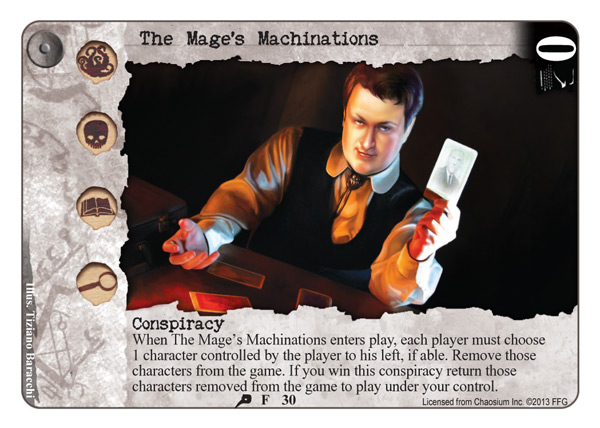 The Mage's Machinations
0
Conspiracy
When The Mage's Machinations enters play, each player must choose
1 character controlled by the player to his left, if able. Remove those
characters from the game. If you win this conspiracy return those
characters removed from the game to play under your control.
F 30
Licensed from Chaosium Inc. ©2013 FFG
Illus. Tiziano Baracchi